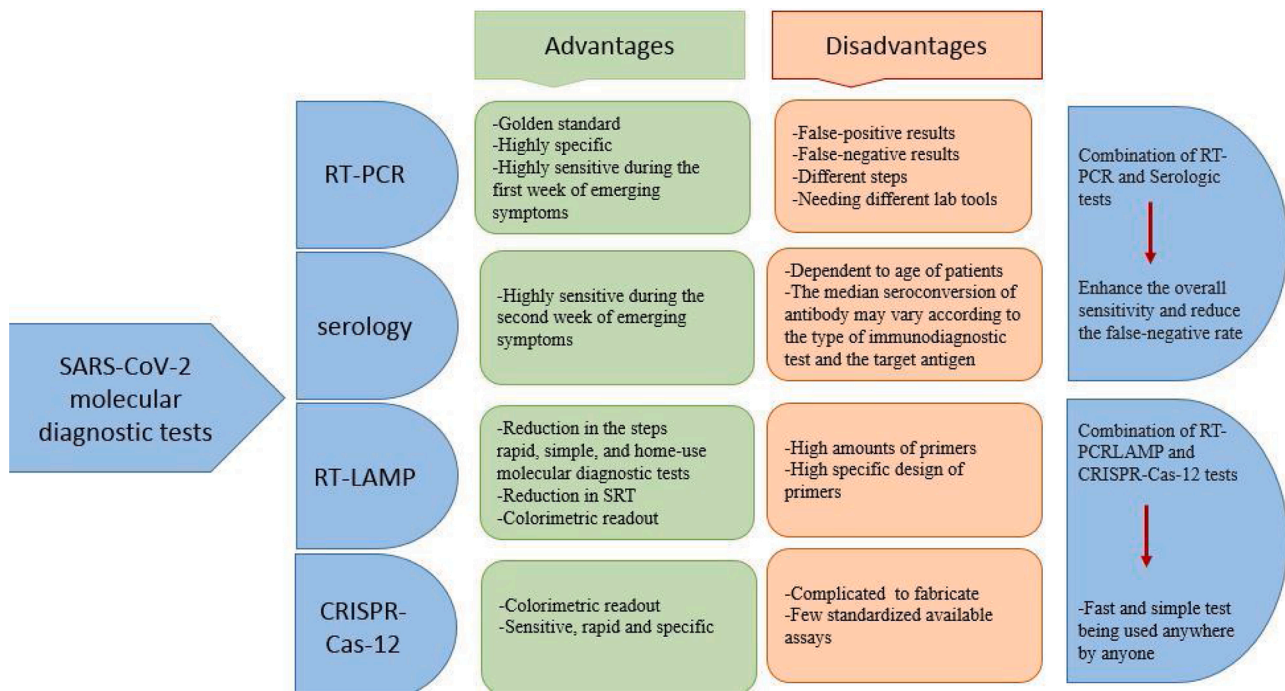 Advantages
Disadvantages
SARS-CoV-2
molecular
diagnostic tests
RT-PCR
-Golden standard
-Highly specific
-Highly sensitive during the
first week of emerging
symptoms
-False-positive results
-False-negative results
-Different steps
-Needing different lab tools
serology
-Highly sensitive during the
second week of emerging
symptoms
-Dependent to age of patients
-The median seroconversion of
antibody may vary according to
the type of immunodiagnostic
test and the target antigen
Combination of RT-
PCR and Serologic
tests
Enhance the overall
sensitivity and reduce
the false-negative rate
RT-LAMP
-Reduction in the steps
rapid, simple, and home-use
molecular diagnostic tests
-Reduction in SRT
-Colorimetric readout
-High amounts of primers
-High specific design of
primers
CRISPR-
Cas-12
-Colorimetric readout
-Sensitive, rapid and specific
-Complicated to fabricate
-Few standardized available
assays
Combination of RT-
PCRLAMP and
CRISPR-Cas-12 tests
-Fast and simple test
being used anywhere
by anyone